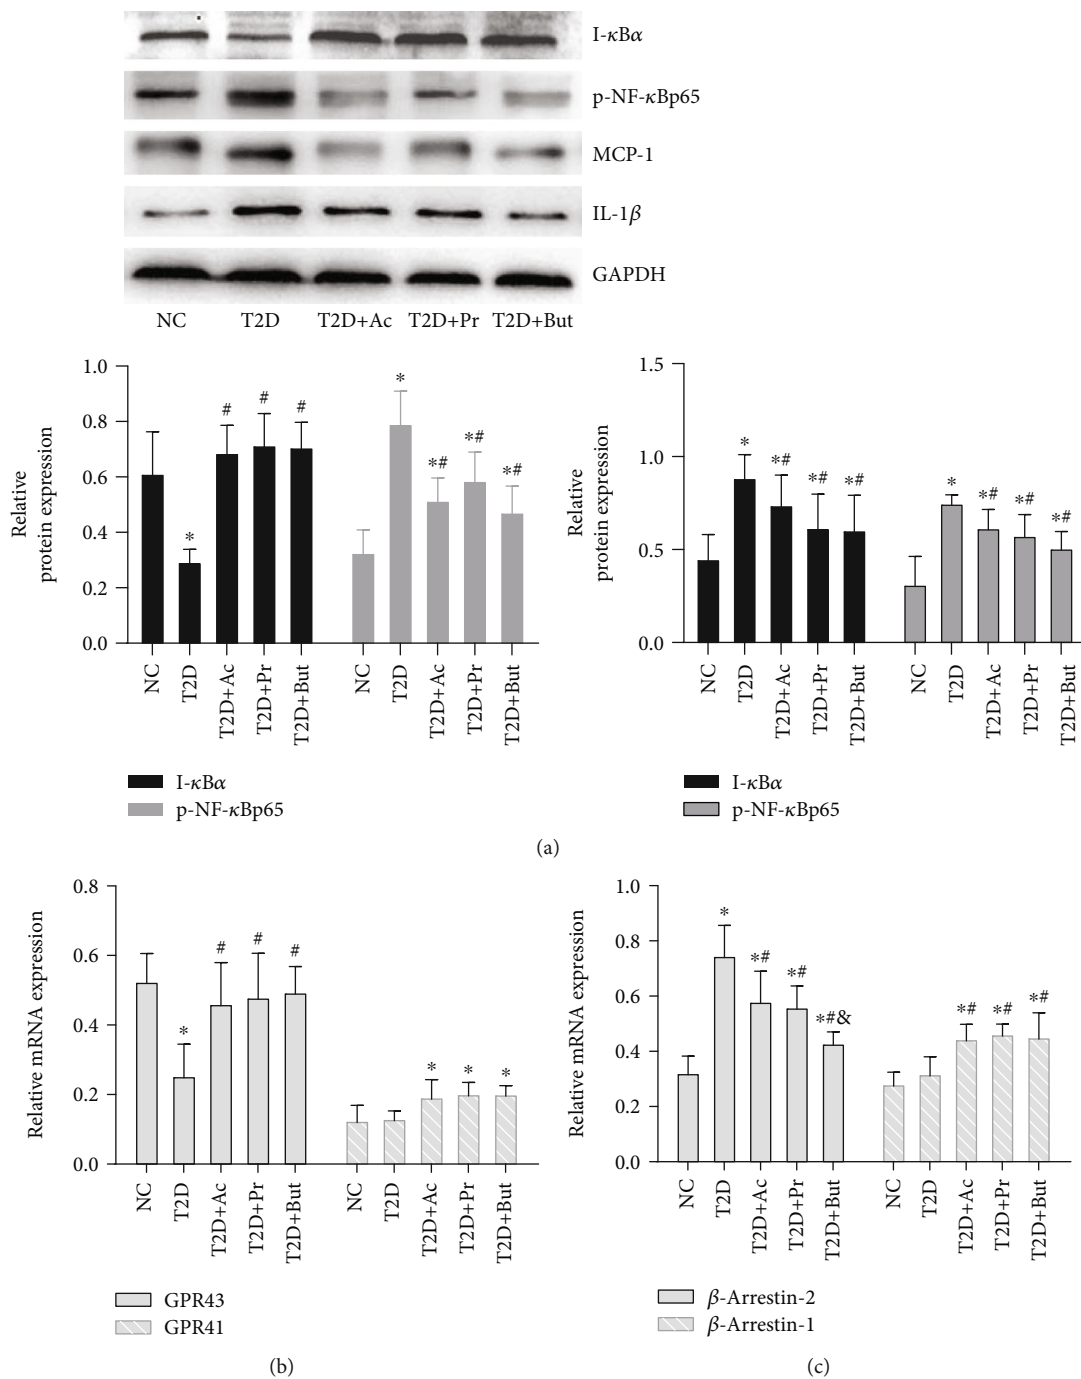 I-κBα
p-NF-κBp65
MCP-1
IL-1β
GAPDH
NC T2D T2D+Ac T2D+Pr T2D+But
Relative
protein expression
1.0
0.8
0.6
0.4
0.2
0.0
* # # # * *# *# *#
NC T2D T2D+Ac T2D+Pr T2D+But NC T2D T2D+Ac T2D+Pr T2D+But
I-κBα
p-NF-κBp65
Relative
protein expression
1.5
1.0
0.5
0.0
* *# *# *# * *# *# *#
NC T2D T2D+Ac T2D+Pr T2D+But NC T2D T2D+Ac T2D+Pr T2D+But
I-κBα
p-NF-κBp65
(a)
Relative mRNA expression
0.8
0.6
0.4
0.2
0.0
* # # # * * *
NC T2D T2D+Ac T2D+Pr T2D+But NC T2D T2D+Ac T2D+Pr T2D+But
GPR43
GPR41
(b)
Relative mRNA expression
1.0
0.8
0.6
0.4
0.2
0.0
* *# *# *#& *# *# *#
NC T2D T2D+Ac T2D+Pr T2D+But NC T2D T2D+Ac T2D+Pr T2D+But
β-Arrestin-2
β-Arrestin-1
(c)